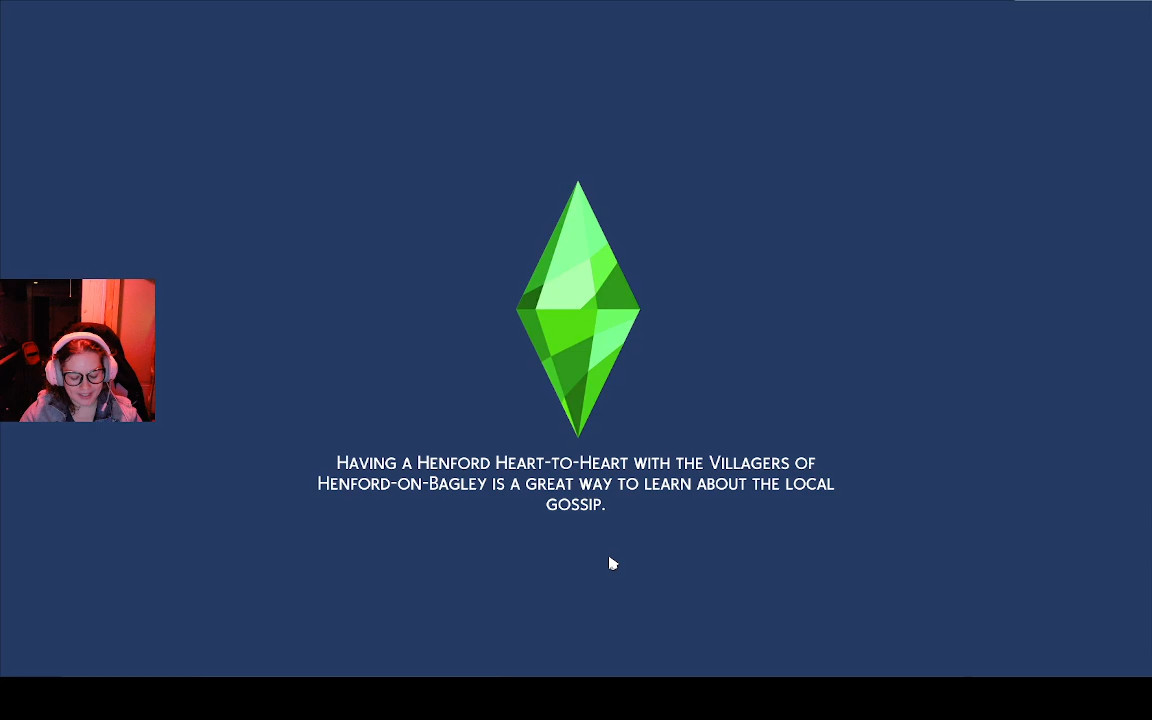 Having a Henford Heart-to-Heart with the Villagers of
Henford-on-Bagley is a great way to learn about the local
gossip.